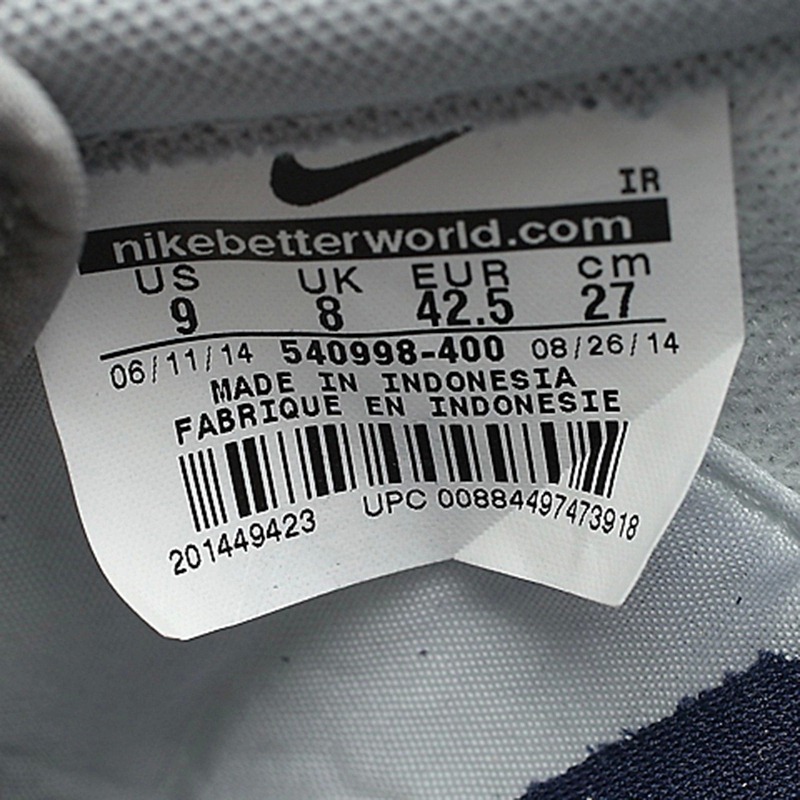 IR
nikebetterworld.com
US UK EUR cm
9 8 42.5 27
06/11/14 540998-400 08/26/14
MADE IN INDONESIA
FABRIQUE EN INDONESIE
201449423 UPC 00884497473918